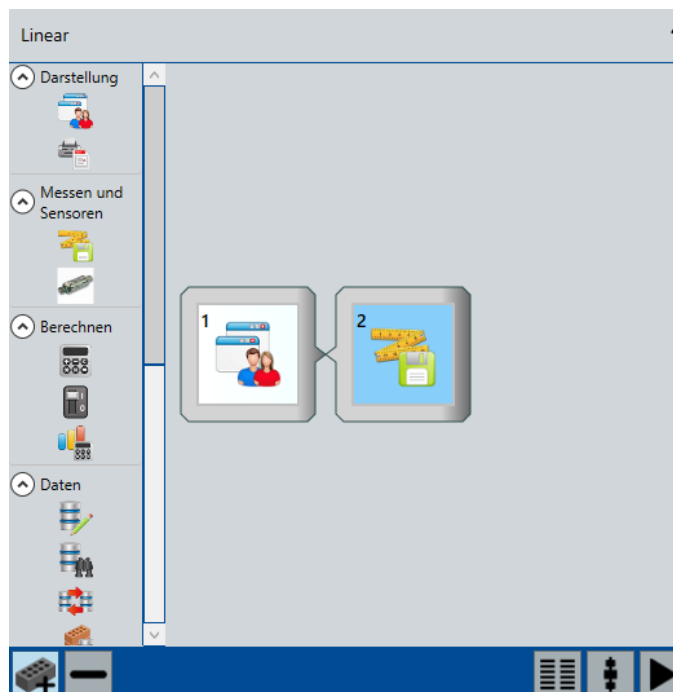 Linear
Darstellung
Messen und
Sensoren
Berechnen
Daten
1
2